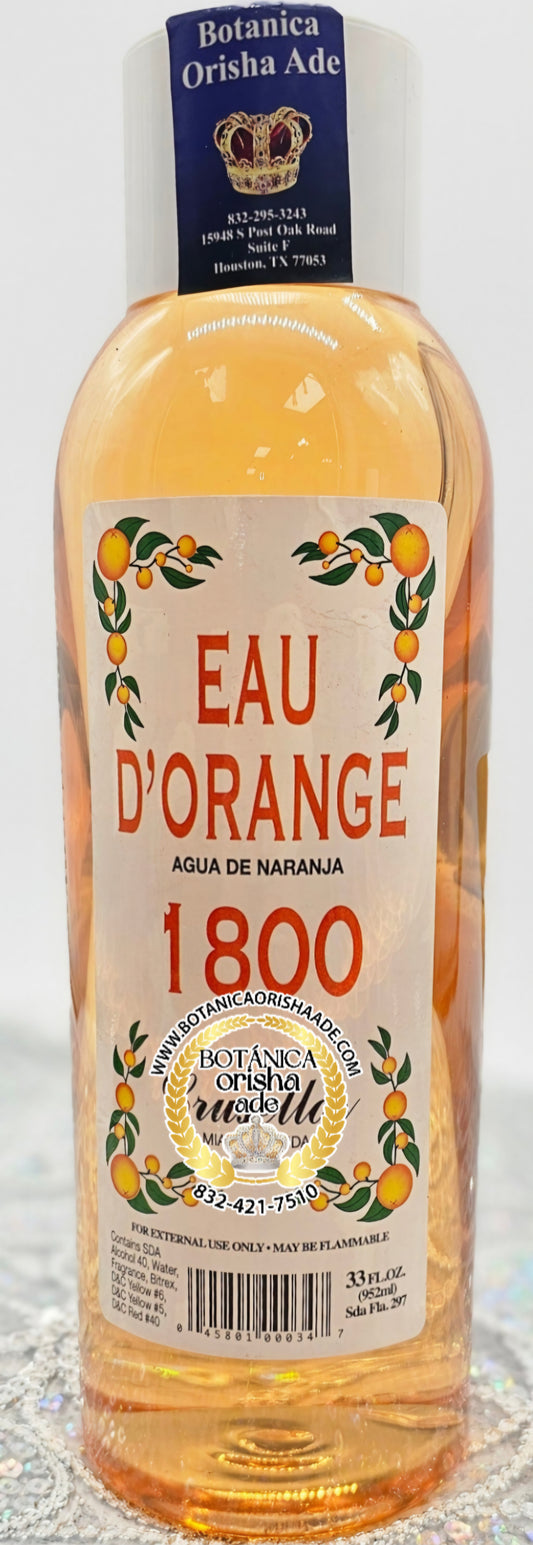 Botanica
Orisha Ade
832-295-3243
15948 S Post Oak Road
Suite F
Houston, TX 77053
EAU
D'ORANGE
AGUA DE NARANJA
1800
WWW.BOTANICAORISHAADE.COM
BOTÁNICA
orisha
ade
832-421-7510
FOR EXTERNAL USE ONLY • MAY BE FLAMMABLE
Contains SDA
Alcohol 40, Water,
Fragrance, Bitrex,
D&C Yellow #6,
D&C Yellow #5,
D&C Red #40
0 45801 00034 7
33 FL.OZ.
(952ml)
Sda Fla. 297